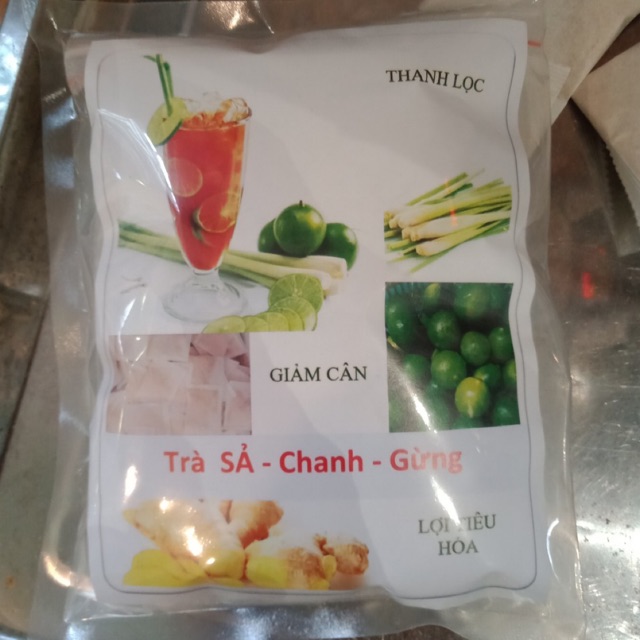 THANH LỌC
GIẢM CÂN
Trà SẢ - Chanh - Gừng
LỢI TIÊU
HÓA